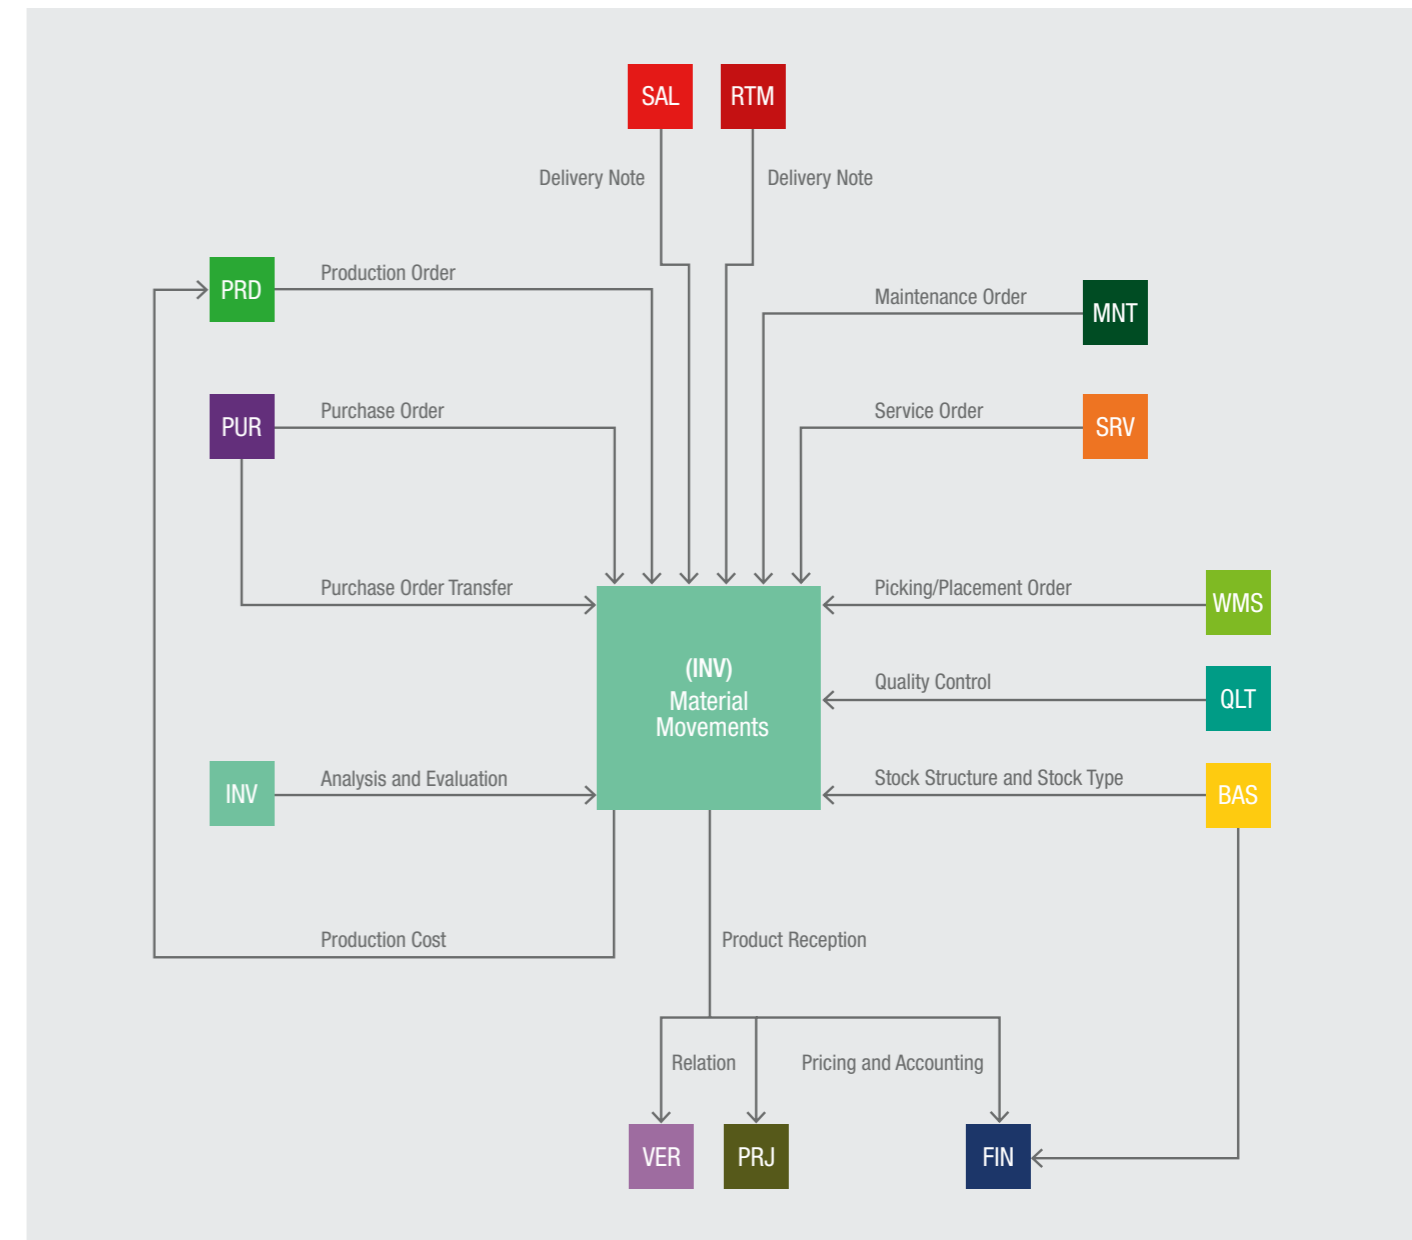 SAL
RTM
Delivery Note
Delivery Note
PRD
Production Order
Maintenance Order
MNT
PUR
Purchase Order
Service Order
SRV
Purchase Order Transfer
Picking/Placement Order
WMS
(INV)
Material
Movements
Quality Control
QLT
INV
Analysis and Evaluation
Stock Structure and Stock Type
BAS
Production Cost
Product Reception
Relation
Pricing and Accounting
VER
PRJ
FIN